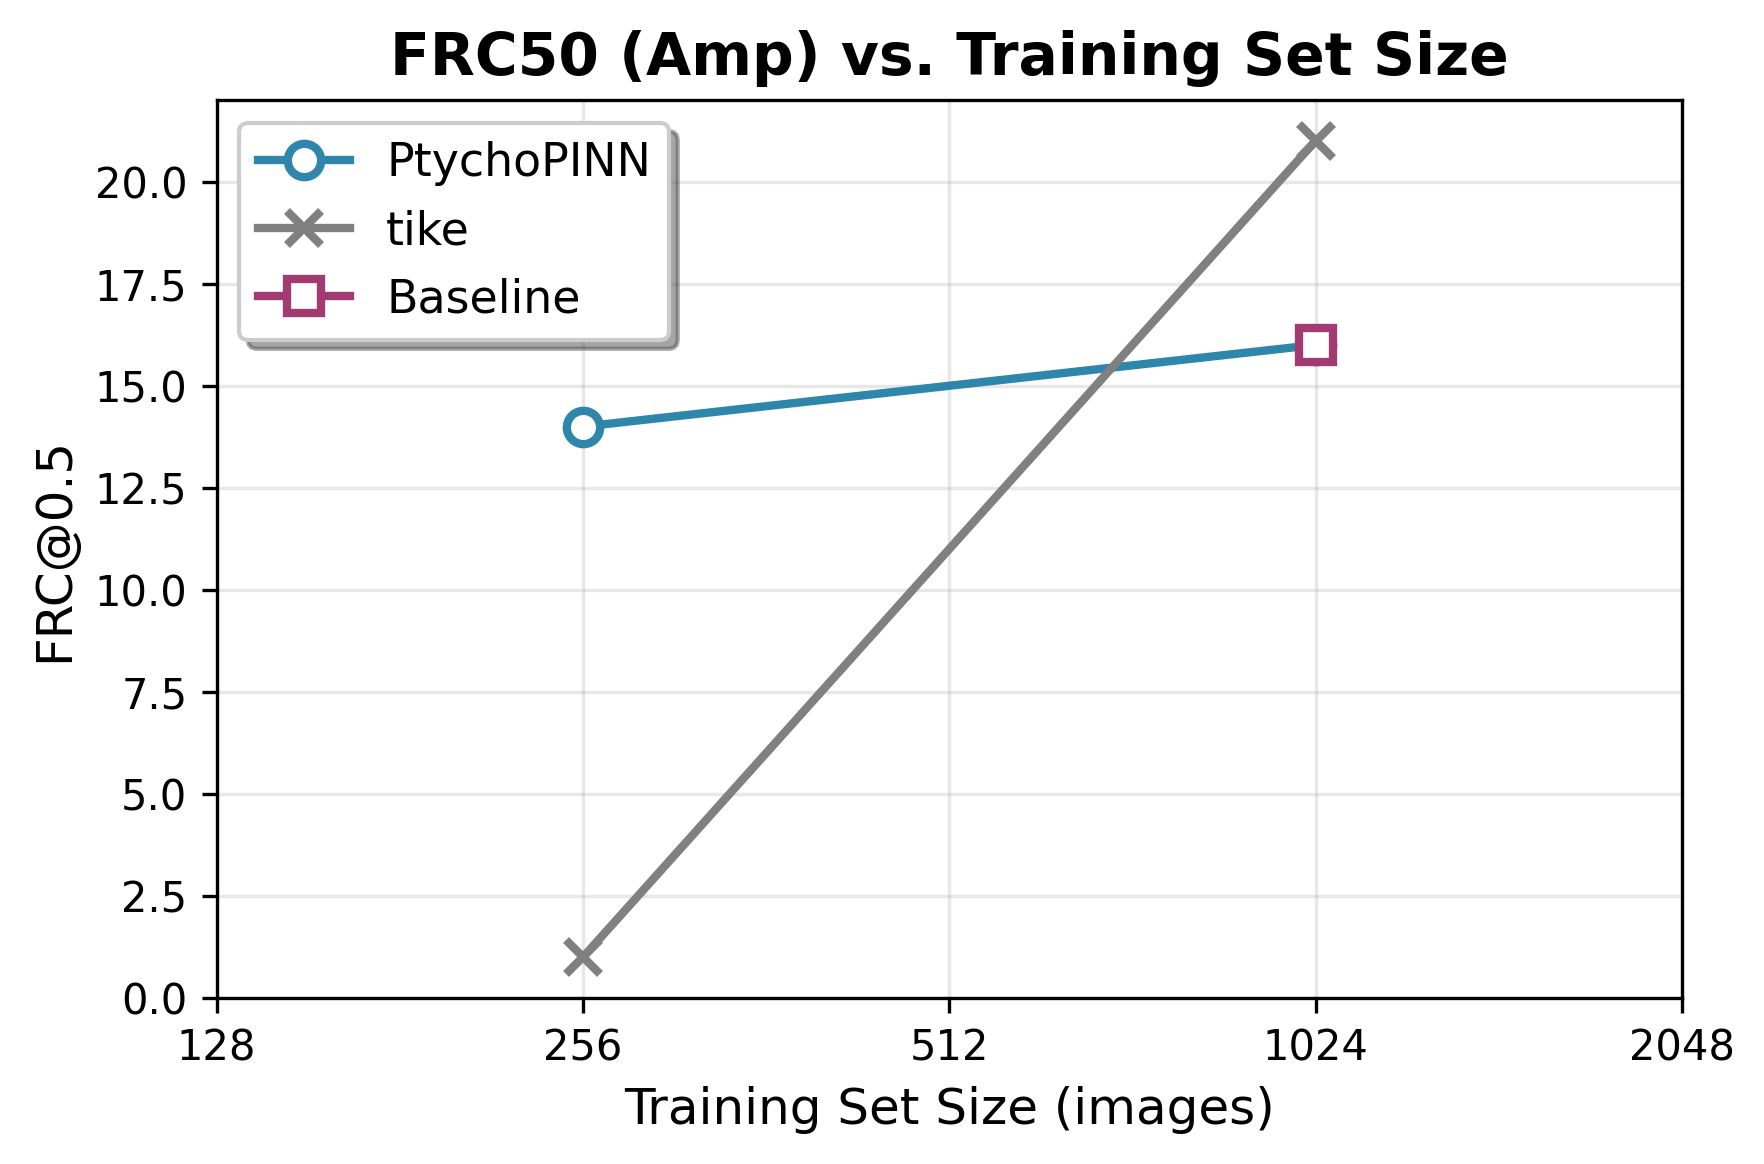 FRC50 (Amp) vs. Training Set Size
PtychoPINN
tike
Baseline
FRC@0.5
20.0
17.5
15.0
12.5
10.0
7.5
5.0
2.5
0.0
128 256 512 1024 2048
Training Set Size (images)